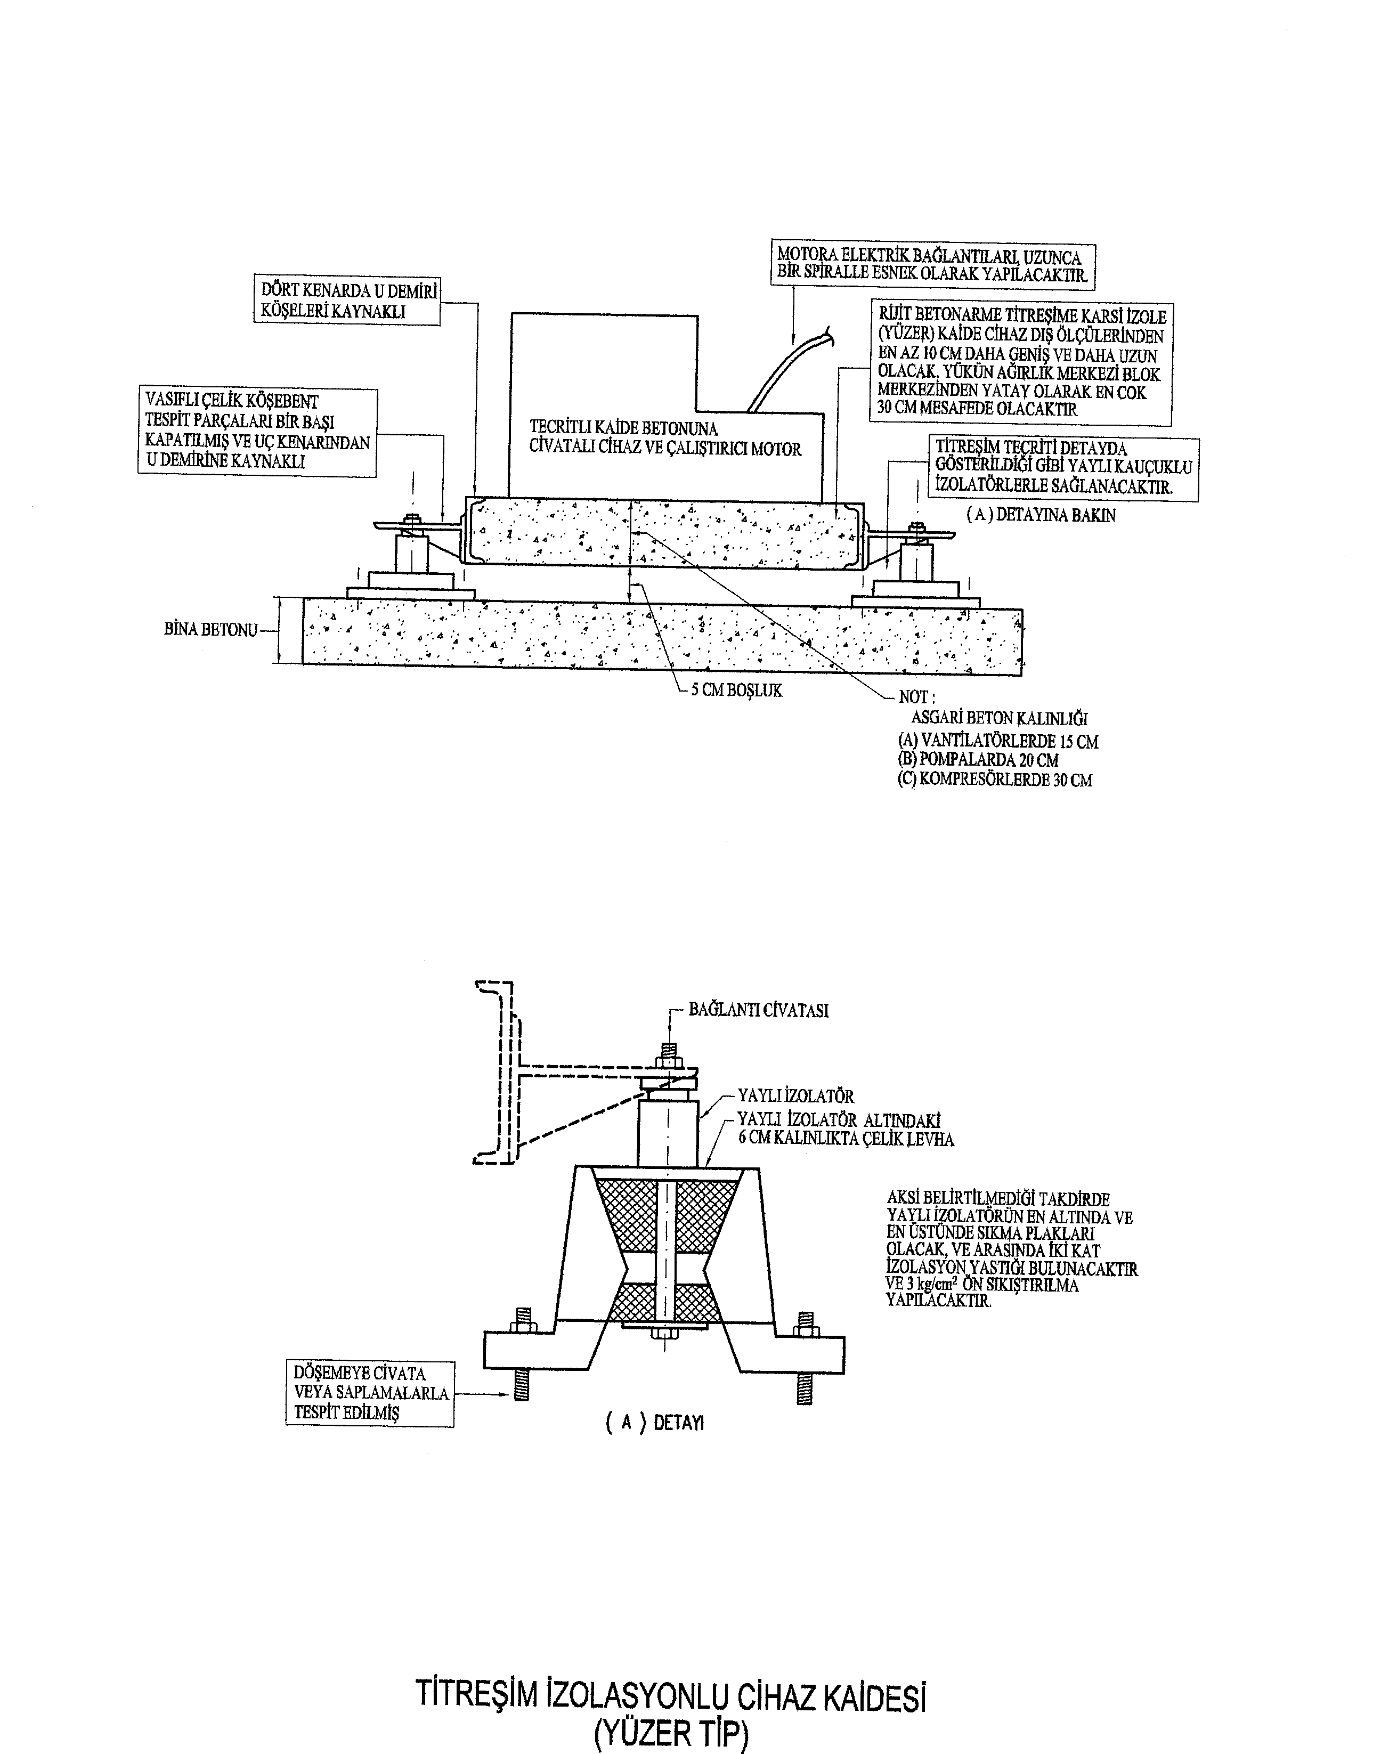 MOTORA ELEKTRİK BAĞLANTILARI, UZUNCA
BİR SPİRALLE ESNEK OLARAK YAPILACAKTIR.
DÖRT KENARDA U DEMİRİ
KÖŞELERİ KAYNAKLI
RİJİT BETONARME TİTREŞİME KARSİ İZOLE
(YÜZER) KAİDE CİHAZ DIŞ ÖLÇÜLERİNDEN
EN AZ 10 CM DAHA GENİŞ VE DAHA UZUN
OLACAK. YÜKÜN AĞIRLIK MERKEZİ BLOK
MERKEZİNDEN YATAY OLARAK EN COK
30 CM MESAFEDE OLACAKTIR
VASIFLI ÇELİK KÖŞEBENT
TESPİT PARÇALARI BİR BAŞI
KAPATILMIŞ VE UÇ KENARINDAN
U DEMİRİNE KAYNAKLI
TECRİTLİ KAİDE BETONUNA
CİVATALI CİHAZ VE ÇALIŞTIRICI MOTOR
TİTREŞİM TEÇRİTİ DETAYDA
GÖSTERİLDİĞİ GİBİ YAYLI KAUÇUKLU
İZOLATÖRLERLE SAĞLANACAKTIR.
( A ) DETAYINA BAKIN
BİNA BETONU
5 CM BOŞLUK
NOT :
ASGARİ BETON KALINLIĞI
(A) VANTİLATÖRLERDE 15 CM
(B) POMPALARDA 20 CM
(C) KOMPRESÖRLERDE 30 CM
BAĞLANTI CİVATASI
YAYLI İZOLATÖR
YAYLI İZOLATÖR ALTINDAKİ
6 CM KALINLIKTA ÇELİK LEVHA
AKSİ BELİRTİLMEDİĞİ TAKDİRDE
YAYLI İZOLATÖRÜN EN ALTINDA VE
EN ÜSTÜNDE SIKMA PLAKLARI
OLACAK, VE ARASINDA İKİ KAT
İZOLASYON YASTIĞI BULUNACAKTIR
VE 3 kg/cm² ÖN SIKIŞTIRILMA
YAPILACAKTIR.
DÖŞEMEYE CİVATA
VEYA SAPLAMALARLA
TESPİT EDİLMİŞ
( A ) DETAYI
TİTREŞİM İZOLASYONLU CİHAZ KAİDESİ
(YÜZER TİP)